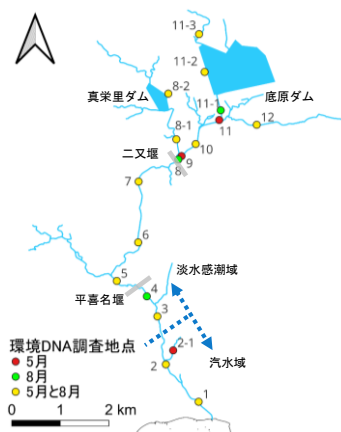 11-3
11-2
8-2
真栄里ダム
底原ダム
11-1
11
12
8-1
10
二又堰
9
8
7
6
淡水感潮域
5
平喜名堰
4
3
環境DNA調査地点
5月
2-1
汽水域
8月
2
5月と8月
1
0 1 2 km